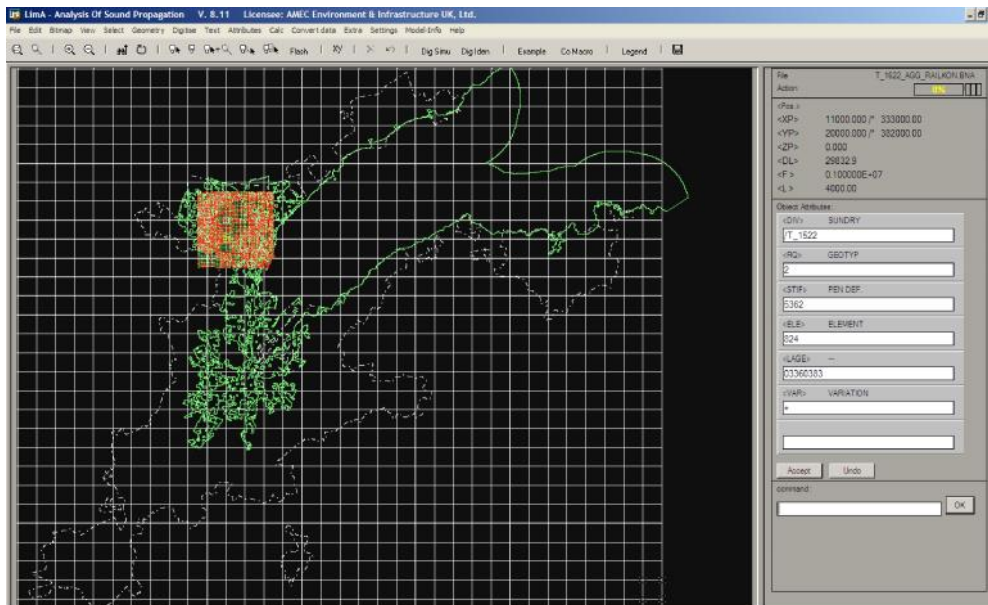 LimA - Analysis Of Sound Propagation V. 8.11 Licensee: AMEC Environment & Infrastructure UK, Ltd.
File Edit Bitmap View Select Geometry Digitise Text Attributes Calc Convert data Extra Settings Model-Info Help
Flash XY Dig Simu Dig Iden Example Co Macro Legend
File T_1522_AGG_RAILKON.BNA
Action 0%
<Pos.>
<XP> 11000.000 /* 333000.00
<YP> 20000.000 /* 382000.00
<ZP> 0.000
<DL> 29832.9
<F> 0.100000E+07
<L> 4000.00
Object Attributes:
<DIV> SUNDRY
/T_1522
<RQ> GEOTYP
2
<STIF> PEN DEF.
5362
<ELE> ELEMENT
824
<LAGE> ---
03360383
<VAR> VARIATION
Accept Undo
command:
OK